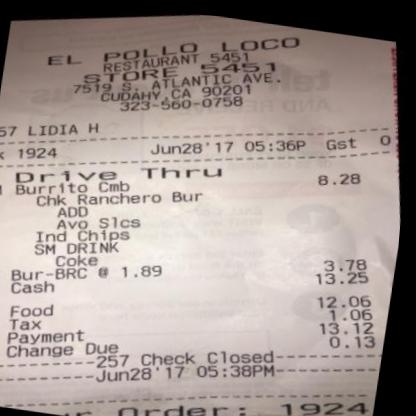 EL POLLO LOCO
RESTAURANT 5451
STORE 5451
7519 S. ATLANTIC AVE.
CUDAHY, CA 90201
323-560-0758
57 LIDIA H
1924 Jun28'17 05:36P Gst 0
Drive Thru
Burrito Cmb 8.28
Chk Ranchero Bur
ADD
Avo Slcs
Ind Chips
SM DRINK
Coke
Bur-BRC @ 1.89 3.78
Cash 13.25
Food 12.06
Tax 1.06
Payment 13.12
Change Due 0.13
257 Check Closed
Jun28'17 05:38PM
Order: 1924